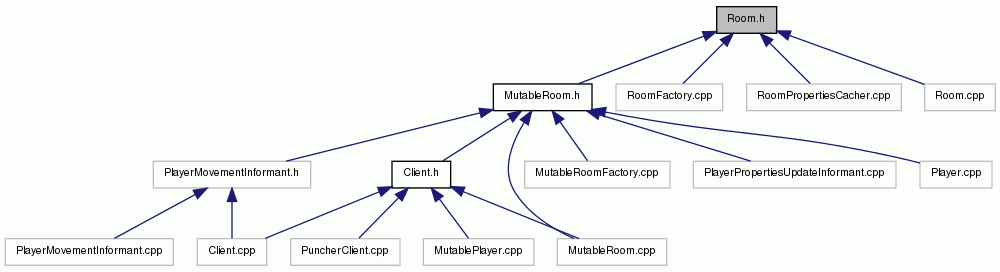 Room.h
MutableRoom.h
RoomFactory.cpp
RoomPropertiesCacher.cpp
Room.cpp
PlayerMovementInformant.h
Client.h
MutableRoomFactory.cpp
PlayerPropertiesUpdateInformant.cpp
Player.cpp
PlayerMovementInformant.cpp
Client.cpp
PuncherClient.cpp
MutablePlayer.cpp
MutableRoom.cpp